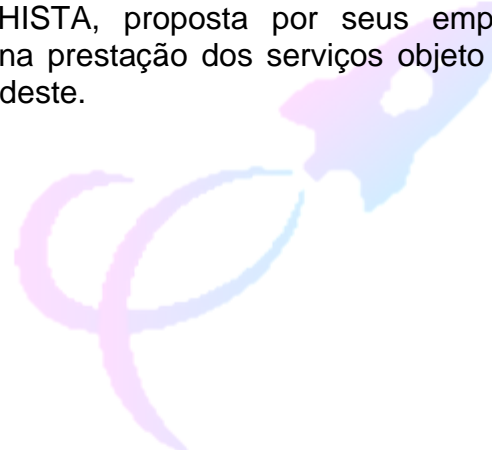 HISTA, proposta por seus emp
na prestação dos serviços objeto
deste.